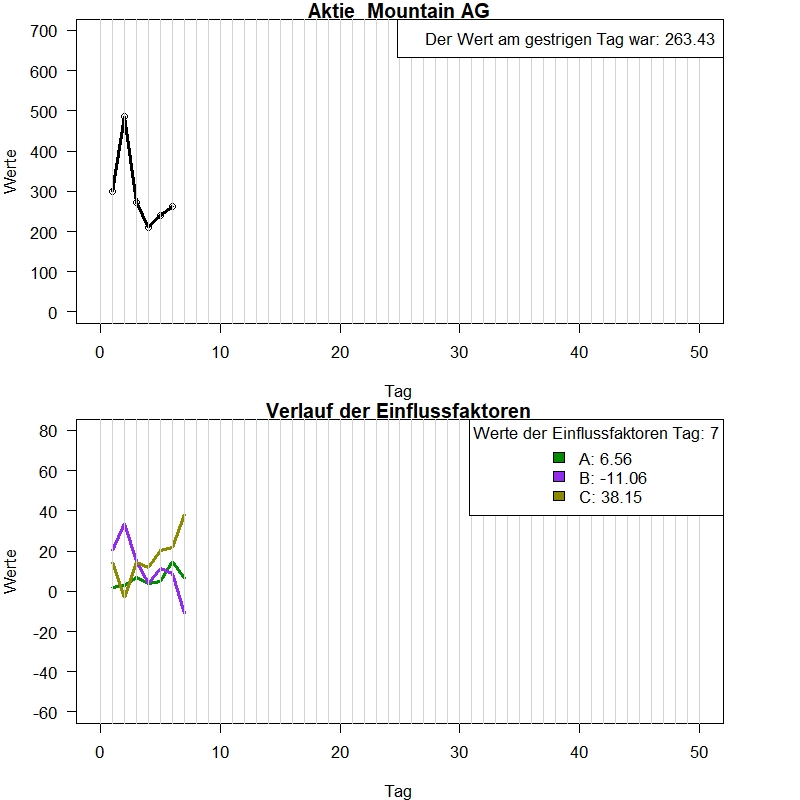 Aktie  Mountain AG
Der Wert am gestrigen Tag war: 263.43
Werte
700
600
500
400
300
200
100
0
0 10 20 30 40 50
Tag
Verlauf der Einflussfaktoren
Werte der Einflussfaktoren Tag: 7
A: 6.56
B: -11.06
C: 38.15
Werte
80
60
40
20
0
-20
-40
-60
0 10 20 30 40 50
Tag